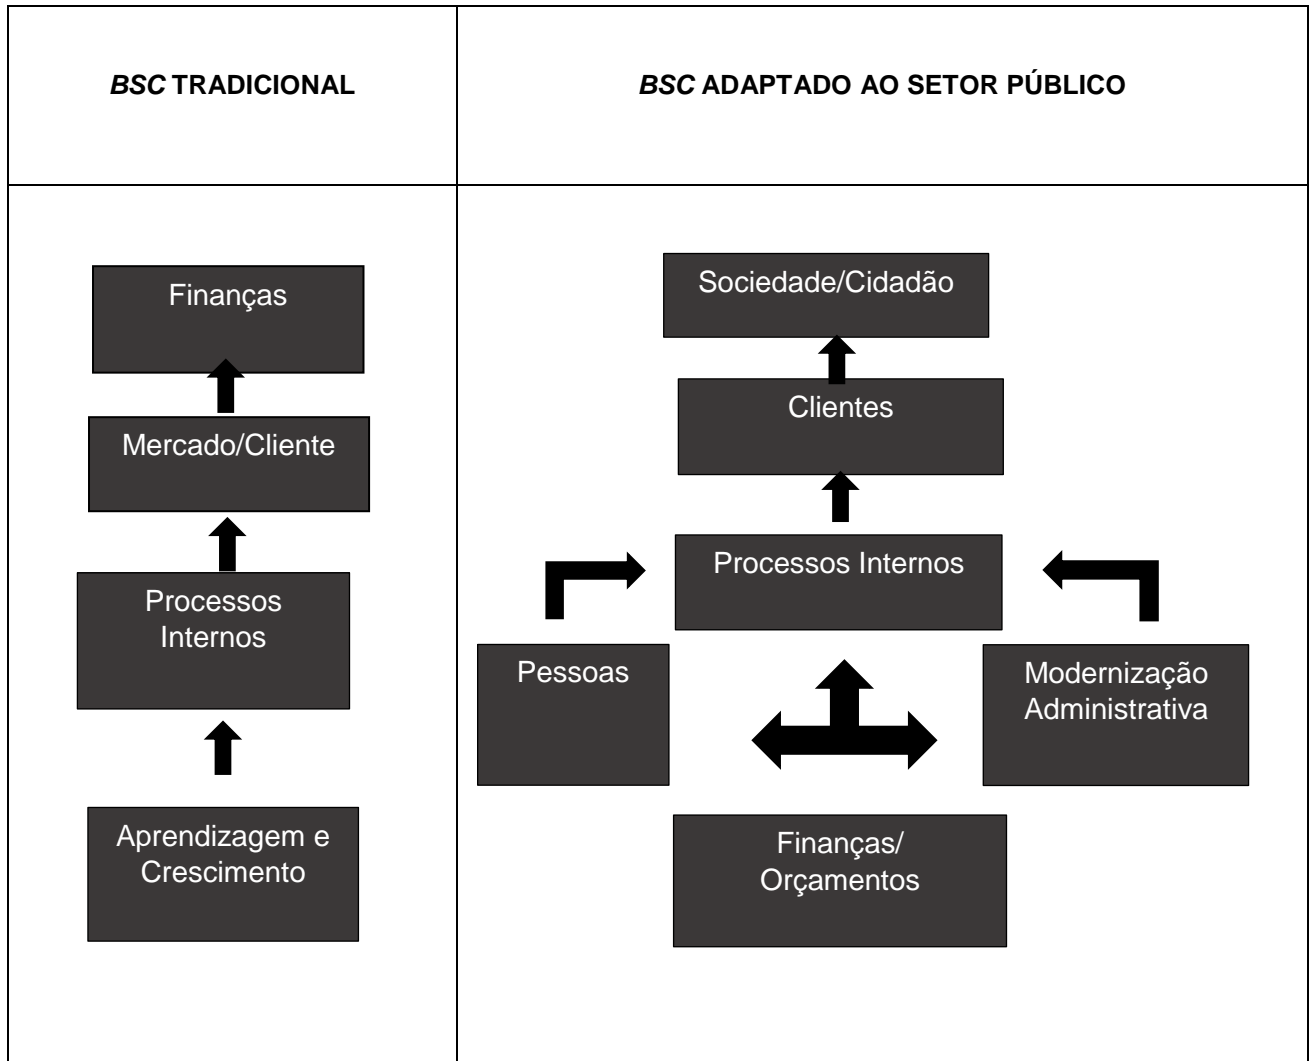 BSC TRADICIONAL
BSC ADAPTADO AO SETOR PÚBLICO
Finanças
Mercado/Cliente
Processos
Internos
Aprendizagem e
Crescimento
Sociedade/Cidadão
Clientes
Processos Internos
Pessoas
Modernização
Administrativa
Finanças/
Orçamentos